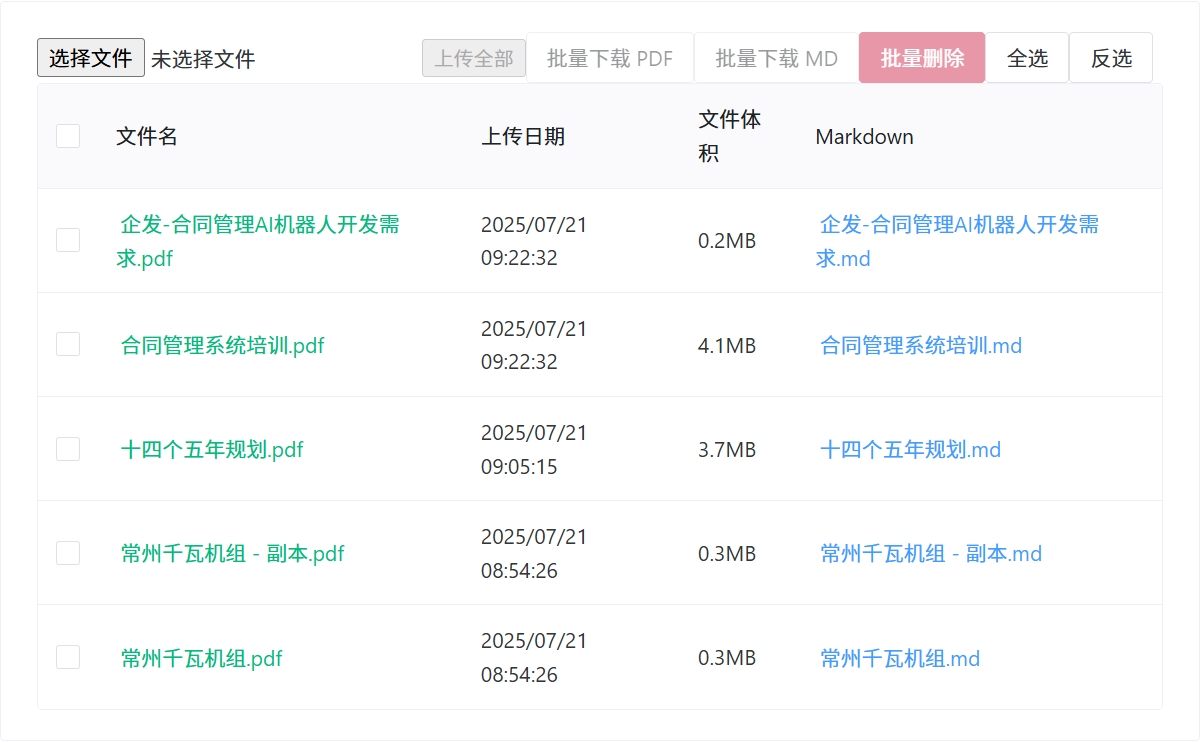 选择文件 未选择文件 上传全部 批量下载 PDF 批量下载 MD 批量删除 全选 反选
文件名 上传日期 文件体
积 Markdown
企发-合同管理AI机器人开发需
求.pdf
2025/07/21
09:22:32
0.2MB
企发-合同管理AI机器人开发需
求.md
合同管理系统培训.pdf
2025/07/21
09:22:32
4.1MB
合同管理系统培训.md
十四个五年规划.pdf
2025/07/21
09:05:15
3.7MB
十四个五年规划.md
常州千瓦机组 - 副本.pdf
2025/07/21
08:54:26
0.3MB
常州千瓦机组 - 副本.md
常州千瓦机组.pdf
2025/07/21
08:54:26
0.3MB
常州千瓦机组.md